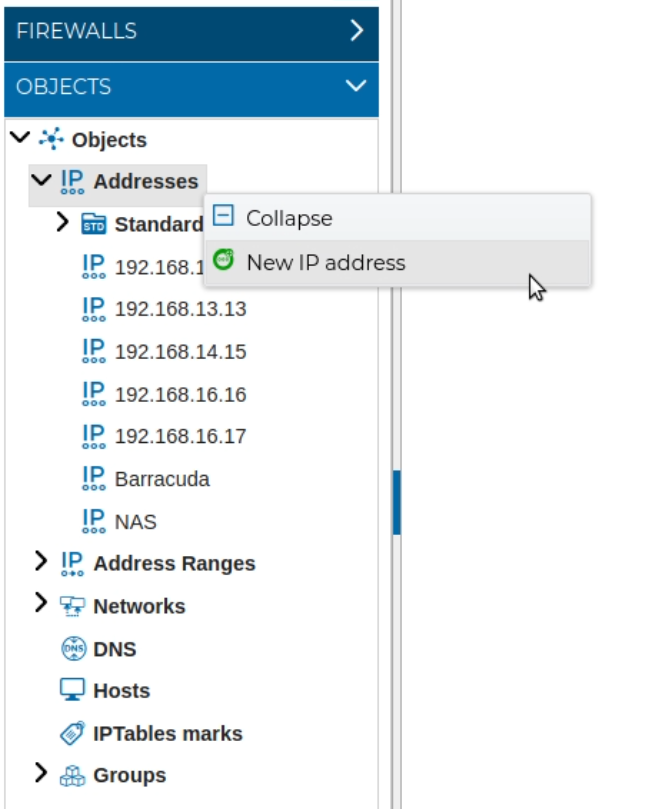 FIREWALLS
OBJECTS
Objects
IP Addresses
STD Standard
Collapse
IP 192.168.1
New IP address
IP 192.168.13.13
IP 192.168.14.15
IP 192.168.16.16
IP 192.168.16.17
IP Barracuda
IP NAS
IP Address Ranges
Networks
DNS DNS
Hosts
IPTables marks
Groups